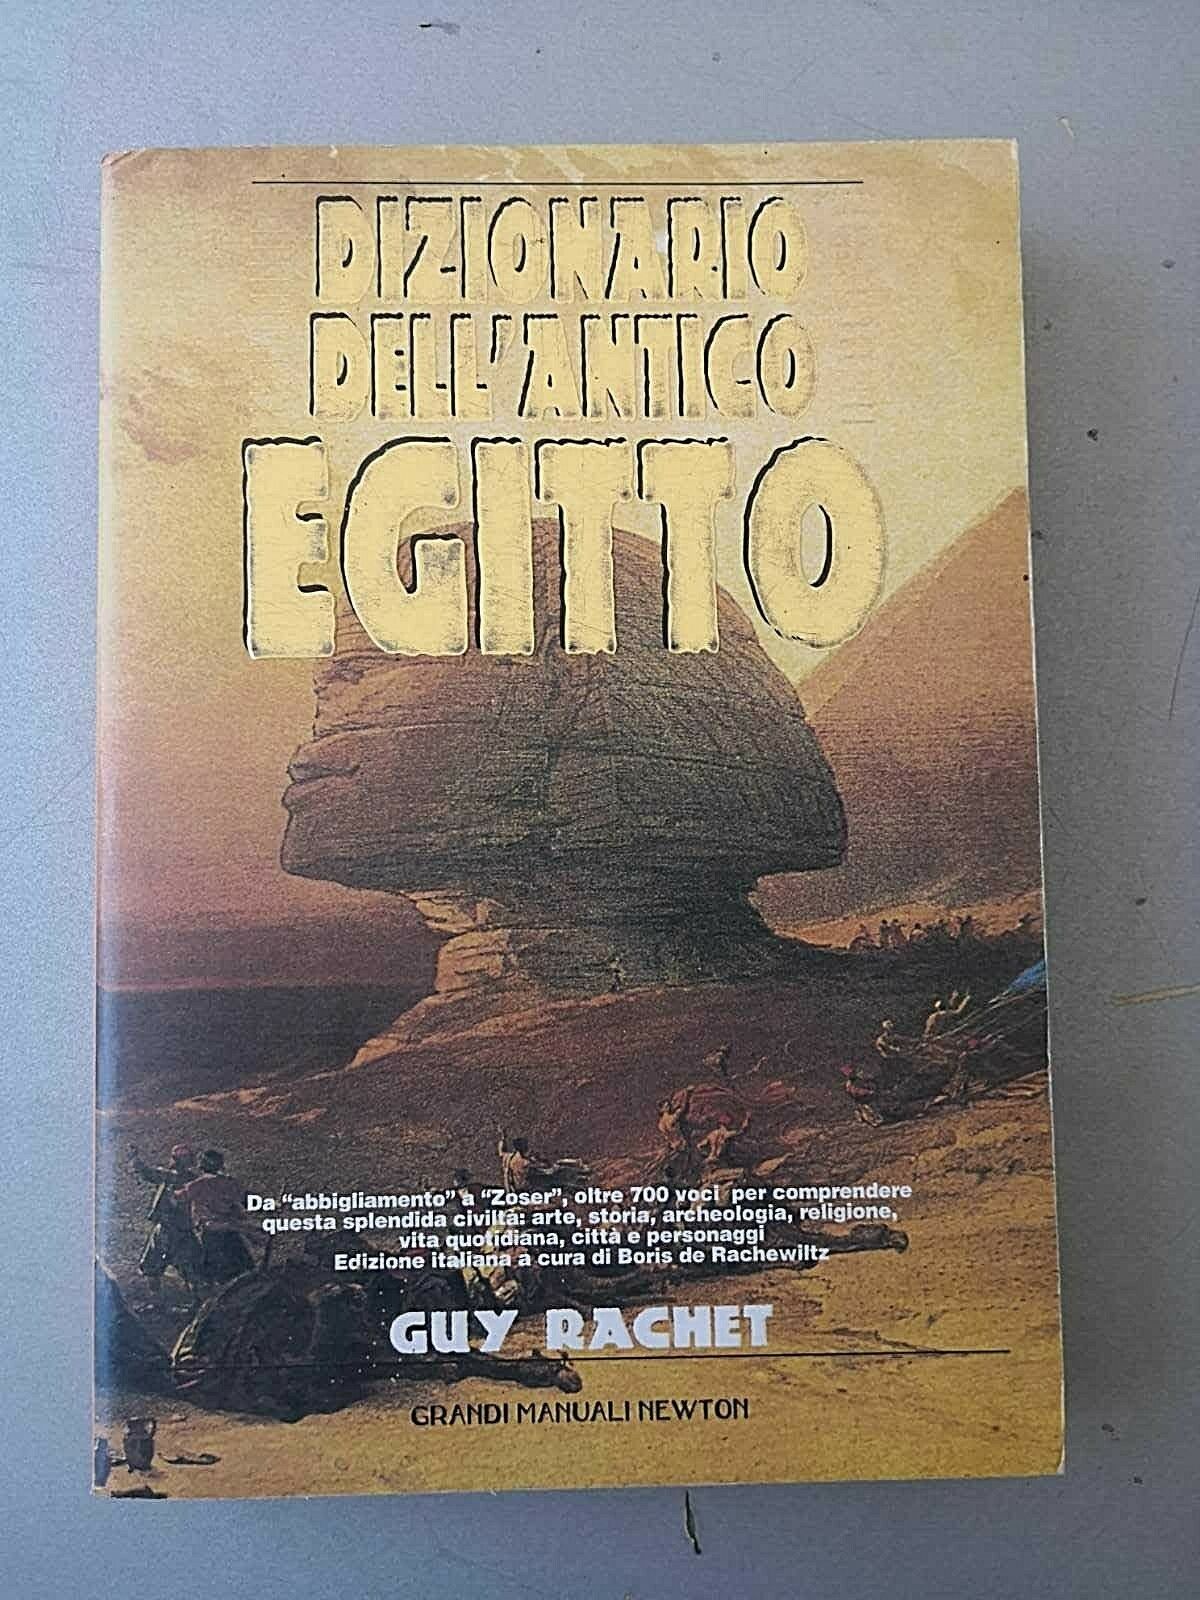 DIZIONARIO
DELL'ANTICO
EGITTO
Da "abbigliamento" a "Zoser", oltre 700 voci per comprendere
questa splendida civiltà: arte, storia, archeologia, religione,
vita quotidiana, città e personaggi
Edizione italiana a cura di Boris de Rachewiltz
GUY RACHET
GRANDI MANUALI NEWTON